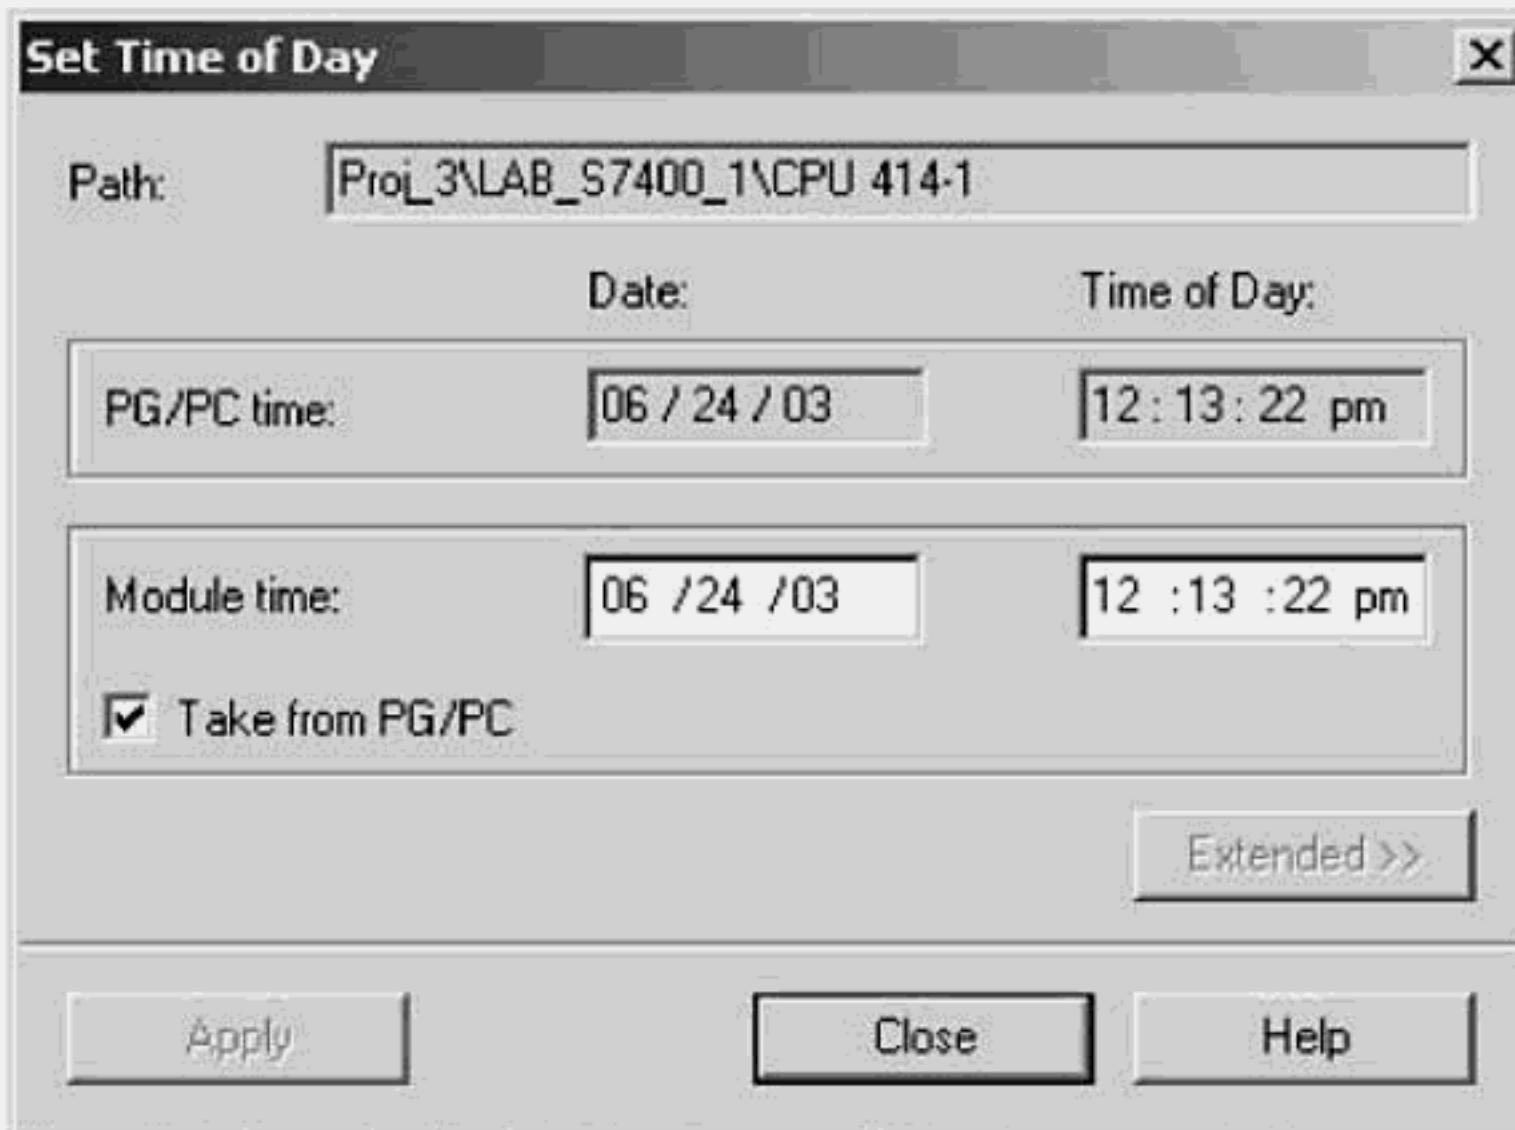 Set Time of Day
Path: Proj_3\LAB_S7400_1\CPU 414-1
Date: Time of Day:
PG/PC time: 06 / 24 / 03 12 : 13 : 22 pm
Module time: 06 /24 /03 12 :13 :22 pm
Take from PG/PC
Extended >>
Apply Close Help